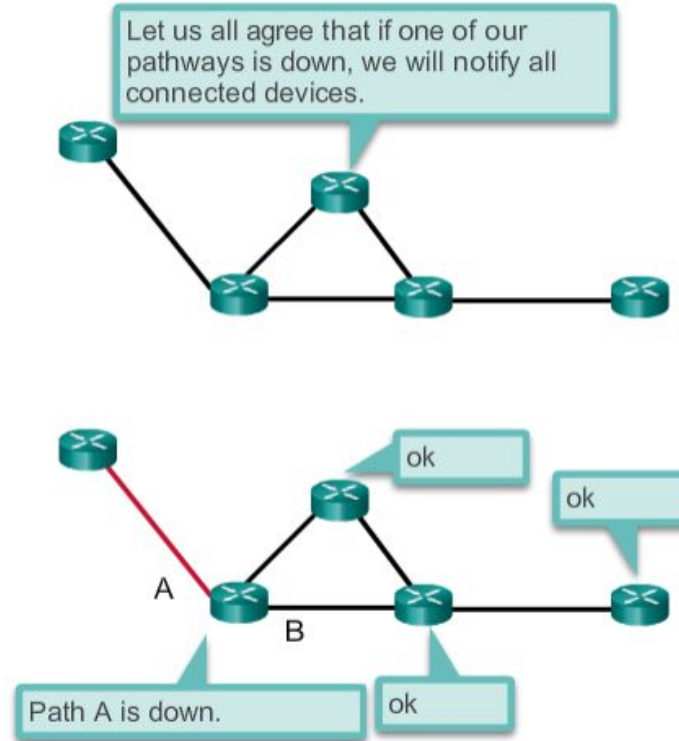 Let us all agree that if one of our
pathways is down, we will notify all
connected devices.
ok
ok
A
B
Path A is down.
ok